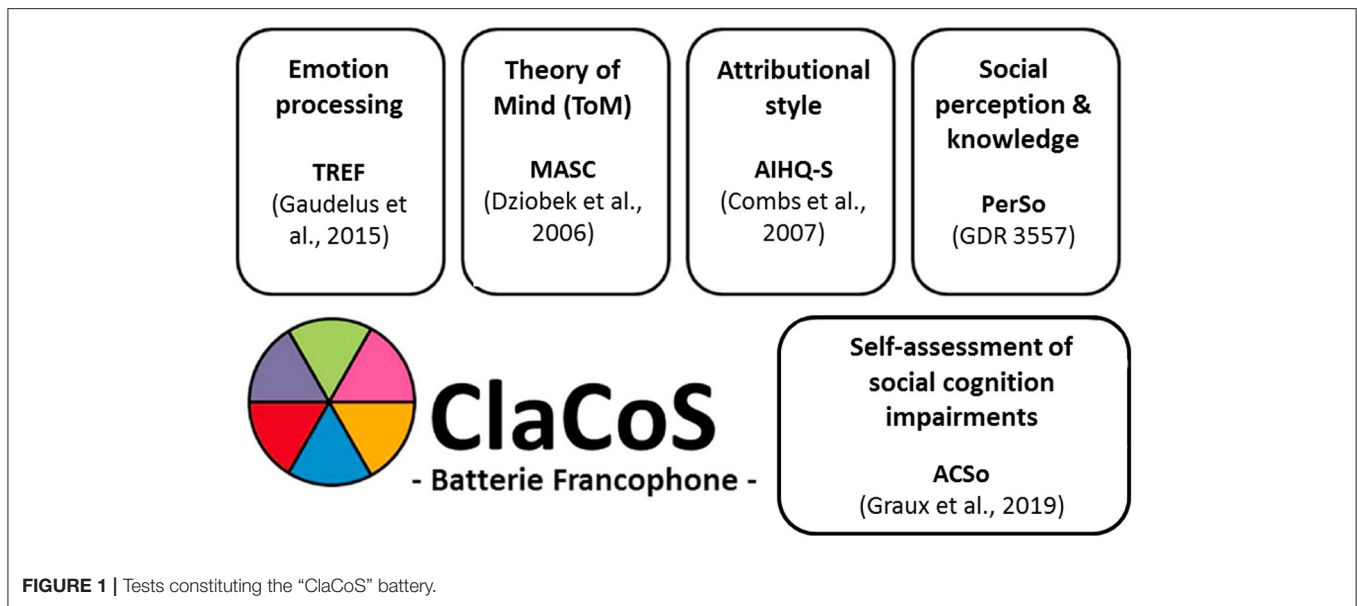 Emotion
processing
TREF
(Gaudelus et
al., 2015)
Theory of
Mind (ToM)
MASC
(Dziobek et al.,
2006)
Attributional
style
AIHQ-S
(Combs et al.,
2007)
Social
perception &
knowledge
PerSo
(GDR 3557)
ClaCoS
- Batterie Francophone -
Self-assessment of
social cognition
impairments
ACSo
(Graux et al., 2019)
FIGURE 1 | Tests constituting the “ClaCoS” battery.